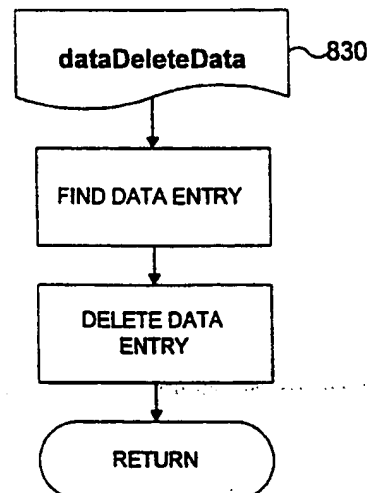 dataDeleteData
830
FIND DATA ENTRY
DELETE DATA
ENTRY
RETURN